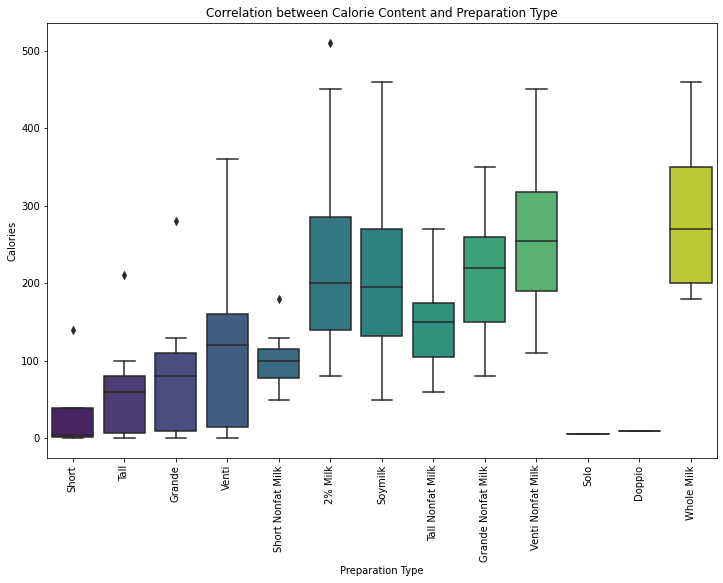 Correlation between Calorie Content and Preparation Type
Calories
500
400
300
200
100
0
Short
Tall
Grande
Venti
Short Nonfat Milk
2% Milk
Soymilk
Tall Nonfat Milk
Grande Nonfat Milk
Venti Nonfat Milk
Solo
Doppio
Whole Milk
Preparation Type